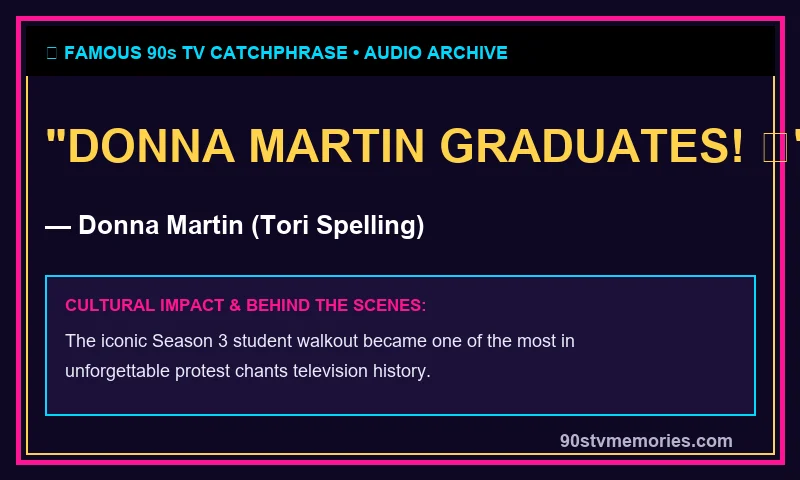 FAMOUS 90s TV CATCHPHRASE • AUDIO ARCHIVE
"DONNA MARTIN GRADUATES! "
— Donna Martin (Tori Spelling)
CULTURAL IMPACT & BEHIND THE SCENES:
The iconic Season 3 student walkout became one of the most in
unforgettable protest chants television history.
90stvmemories.com